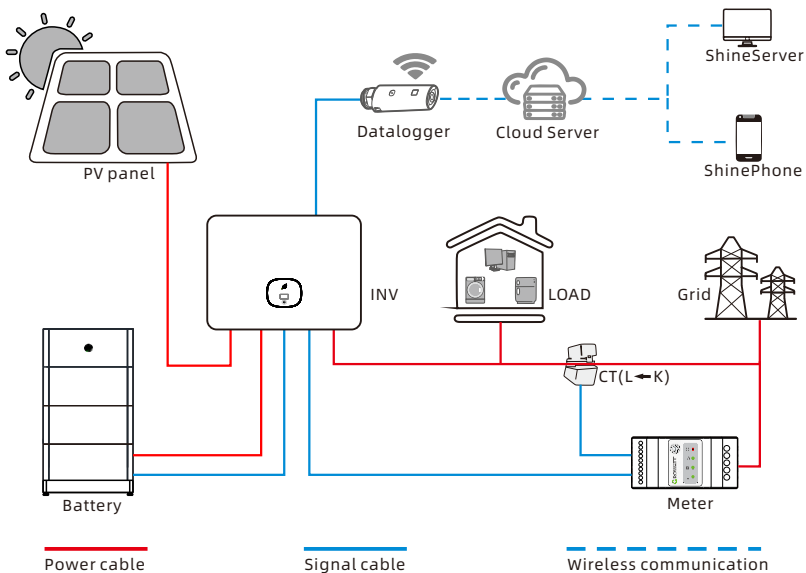 ShineServer
Datalogger
Cloud Server
PV panel
ShinePhone
INV
LOAD
Grid
CT(L←K)
GROWATT
Battery
Meter
Power cable
Signal cable
Wireless communication